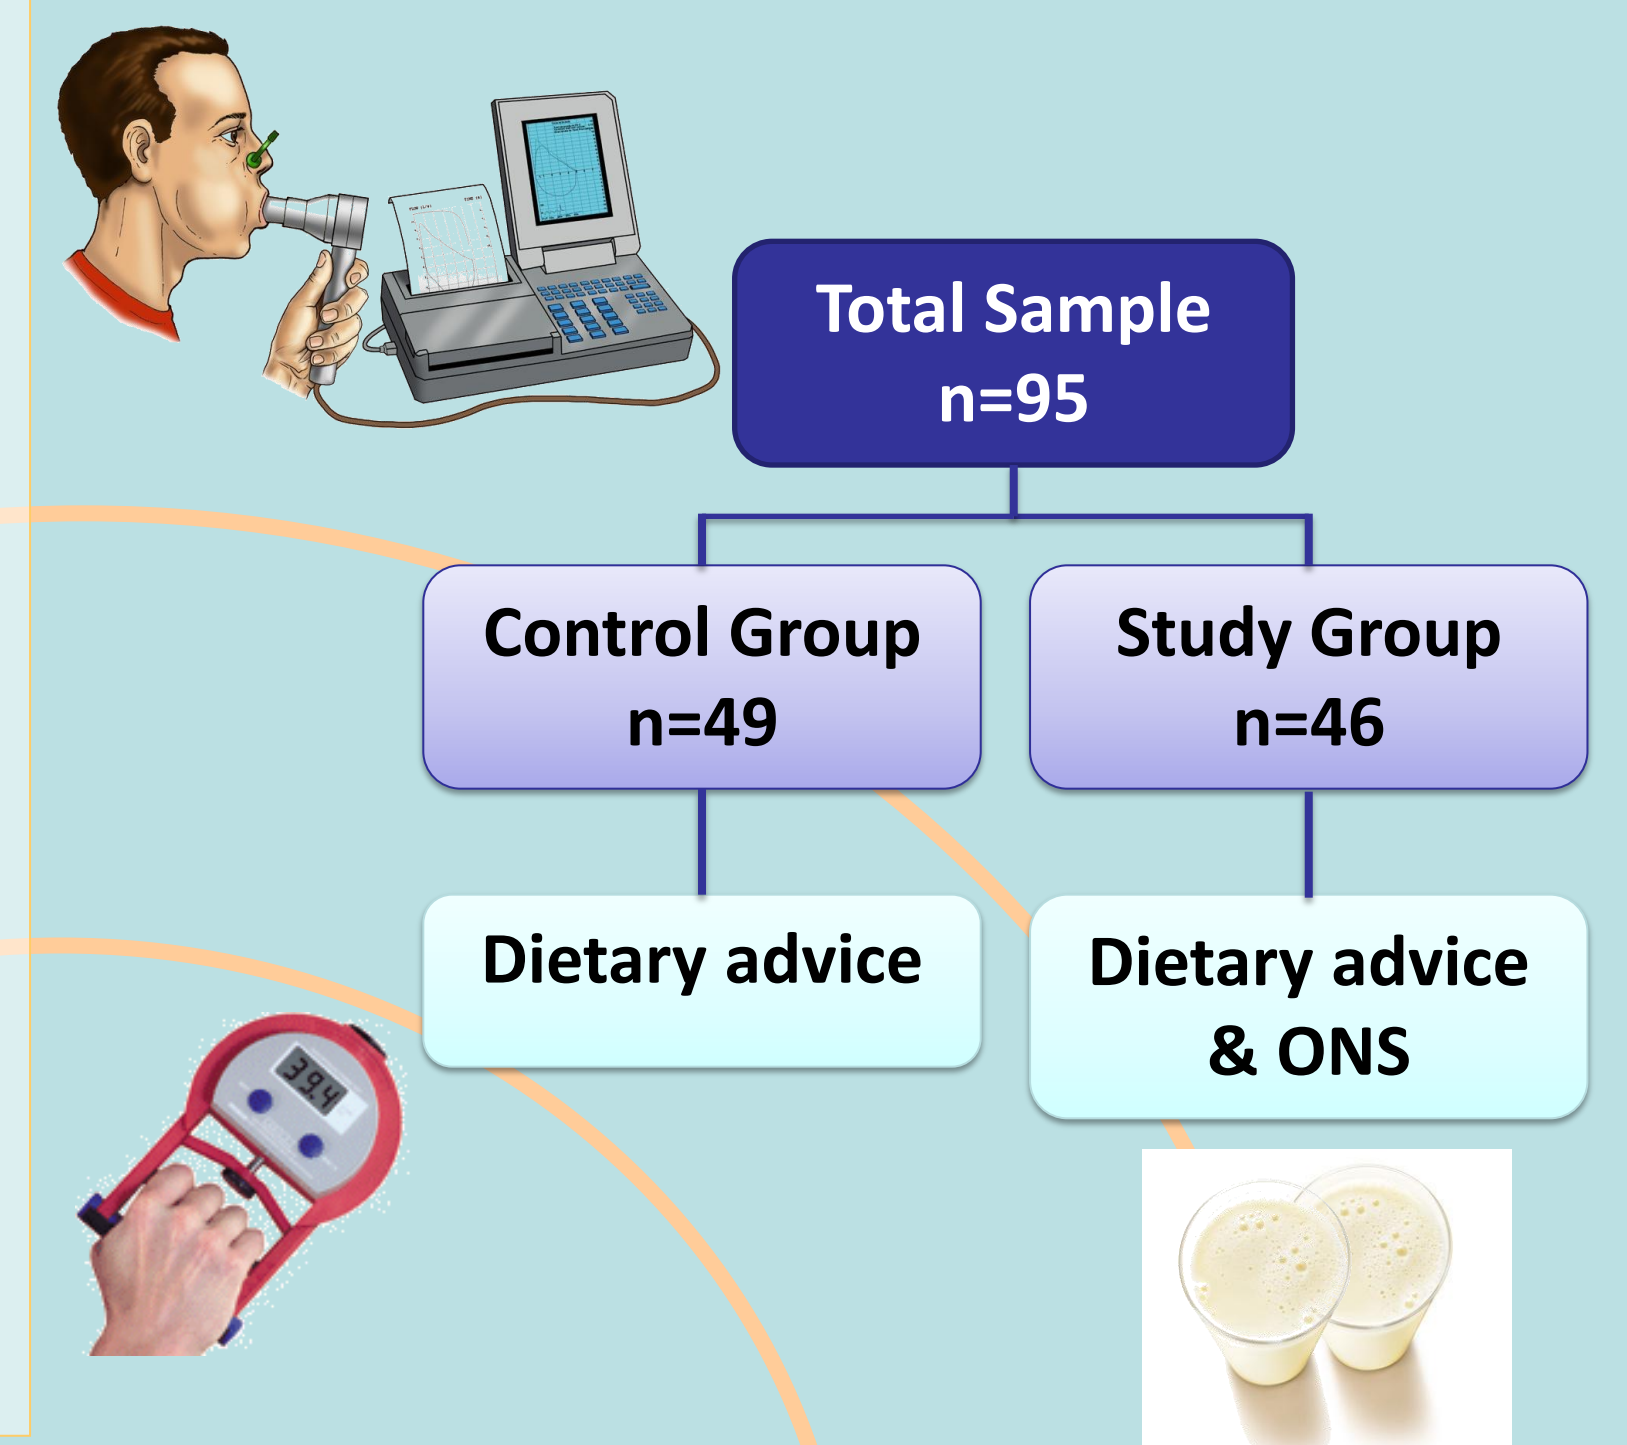 Total Sample
n=95
Control Group
n=49
Study Group
n=46
Dietary advice
Dietary advice
& ONS
39.4